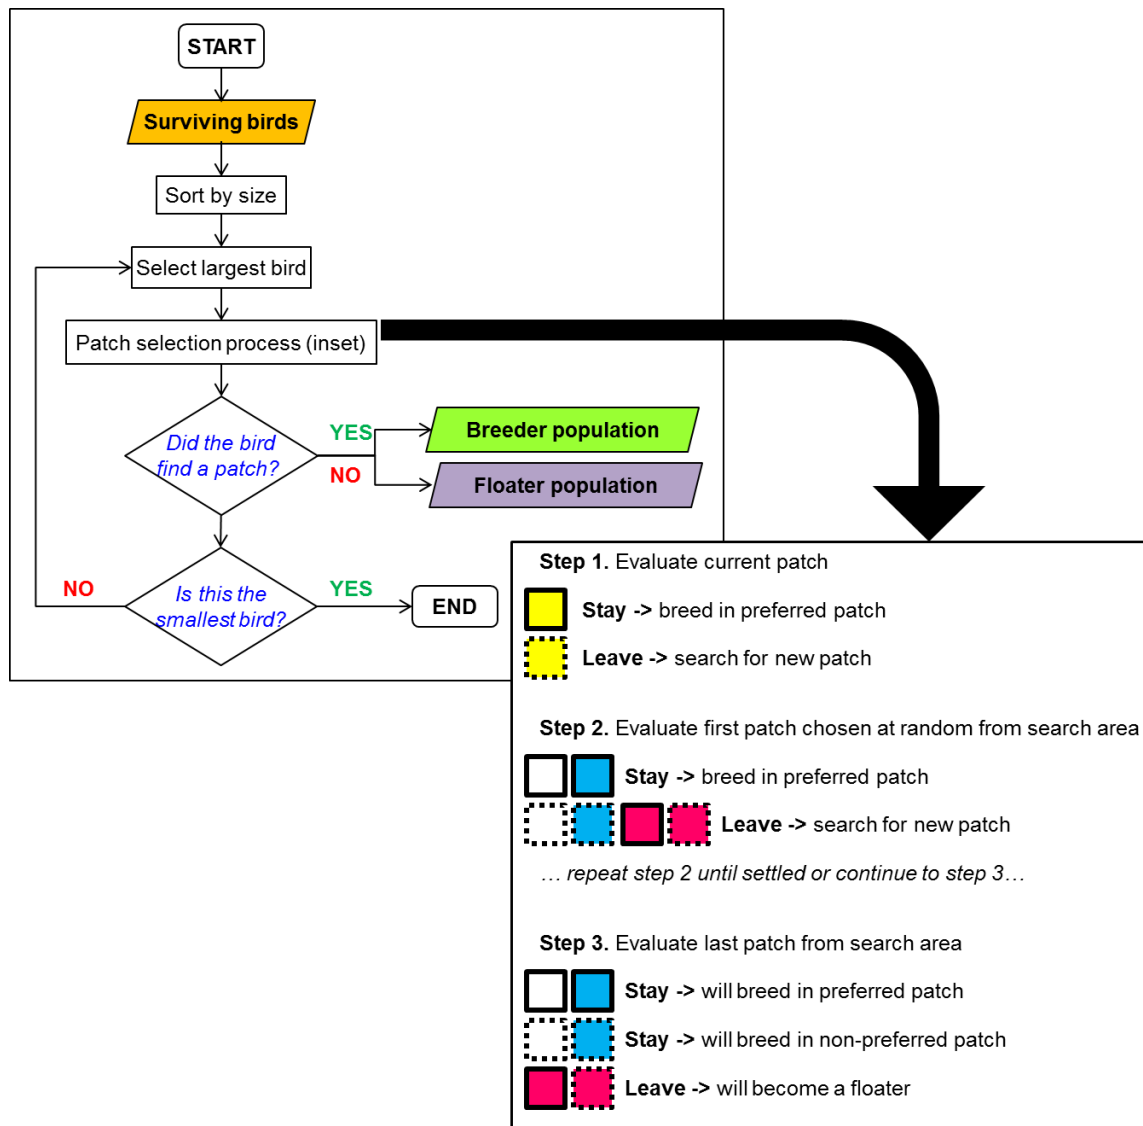 START
Surviving birds
Sort by size
Select largest bird
Patch selection process (inset)
Did the bird
find a patch?
YES
NO
Breeder population
Floater population
Is this the
smallest bird?
NO
YES
END
Step 1. Evaluate current patch
Stay -> breed in preferred patch
Leave -> search for new patch
Step 2. Evaluate first patch chosen at random from search area
Stay -> breed in preferred patch
Leave -> search for new patch
… repeat step 2 until settled or continue to step 3…
Step 3. Evaluate last patch from search area
Stay -> will breed in preferred patch
Stay -> will breed in non-preferred patch
Leave -> will become a floater